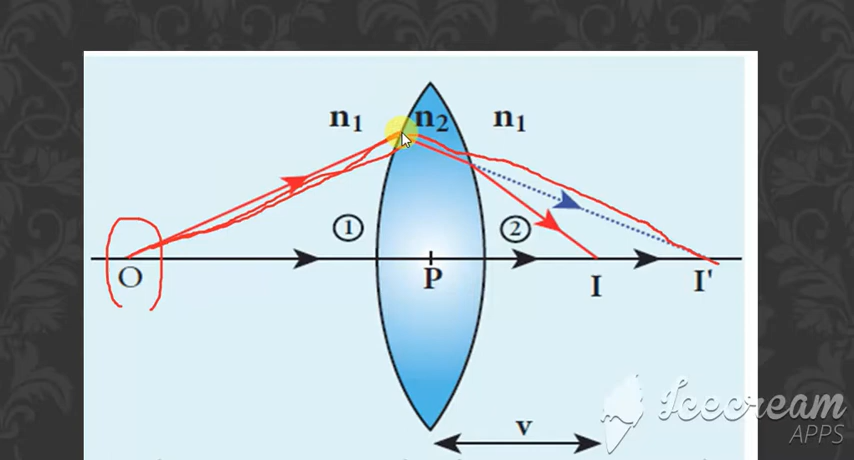 n₁ n₂ n₁
① ②
O P I I'
v
Icecream
APPS